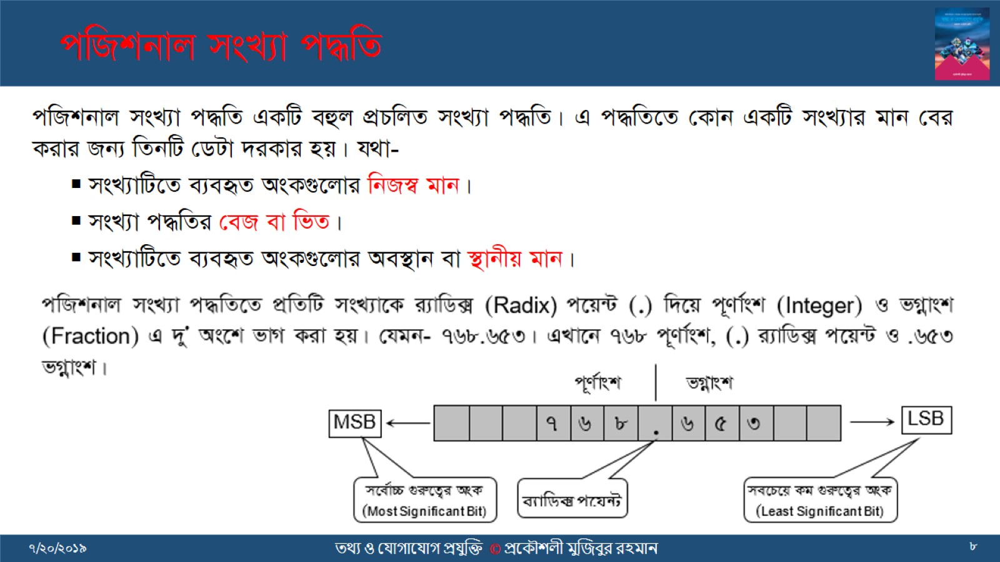 পজিশনাল সংখ্যা পদ্ধতি
পজিশনাল সংখ্যা পদ্ধতি একটি বহুল প্রচলিত সংখ্যা পদ্ধতি। এ পদ্ধতিতে কোন একটি সংখ্যার মান বের
করার জন্য তিনটি ডেটা দরকার হয়। যথা-
▪ সংখ্যাটিতে ব্যবহৃত অংকগুলোর নিজস্ব মান।
▪ সংখ্যা পদ্ধতির বেজ বা ভিত।
▪ সংখ্যাটিতে ব্যবহৃত অংকগুলোর অবস্থান বা স্থানীয় মান।
পজিশনাল সংখ্যা পদ্ধতিতে প্রতিটি সংখ্যাকে র‍্যাডিক্স (Radix) পয়েন্ট (.) দিয়ে পূর্ণাংশ (Integer) ও ভগ্নাংশ
(Fraction) এ দু' অংশে ভাগ করা হয়। যেমন- ৭৬৮.৬৫৩। এখানে ৭৬৮ পূর্ণাংশ, (.) র‍্যাডিক্স পয়েন্ট ও .৬৫৩
ভগ্নাংশ।
পূর্ণাংশ ভগ্নাংশ
MSB ৭ ৬ ৮ . ৬ ৫ ৩ LSB
সর্বোচ্চ গুরুত্বের অংক
(Most Significant Bit)
র‍্যাডিক্স পয়েন্ট
সবচেয়ে কম গুরুত্বের অংক
(Least Significant Bit)
৭/২০/২০১৯ তথ্য ও যোগাযোগ প্রযুক্তি © প্রকৌশলী মুজিবুর রহমান ৮